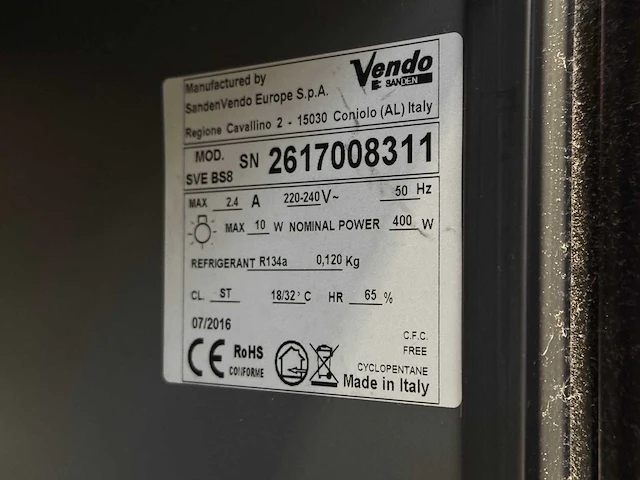 Manufactured by
SandenVendo Europe S.p.A.
Vendo
SANDEN
Regione Cavallino 2 - 15030 Coniolo (AL) Italy
MOD.
SVE BS8
SN 2617008311
MAX 2.4 A 220-240 V~ 50 Hz
MAX 10 W NOMINAL POWER 400 W
REFRIGERANT R134a 0,120 Kg
CL. ST 18/32°C HR 65 %
07/2016
CE RoHS
CONFORME
C.F.C.
FREE
CYCLOPENTANE
Made in Italy